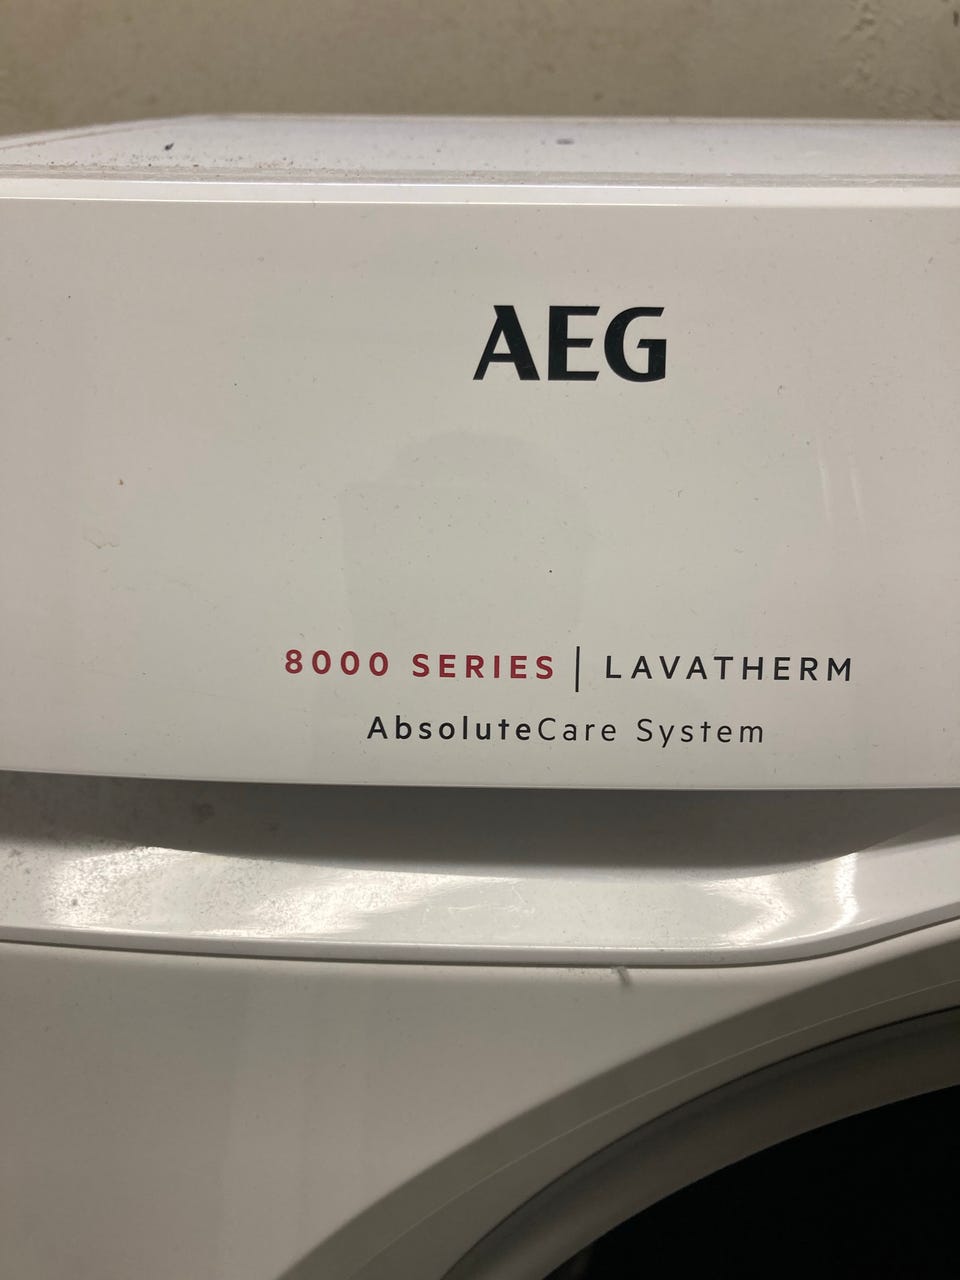 AEG
8000 SERIES | LAVATHERM
AbsoluteCare System